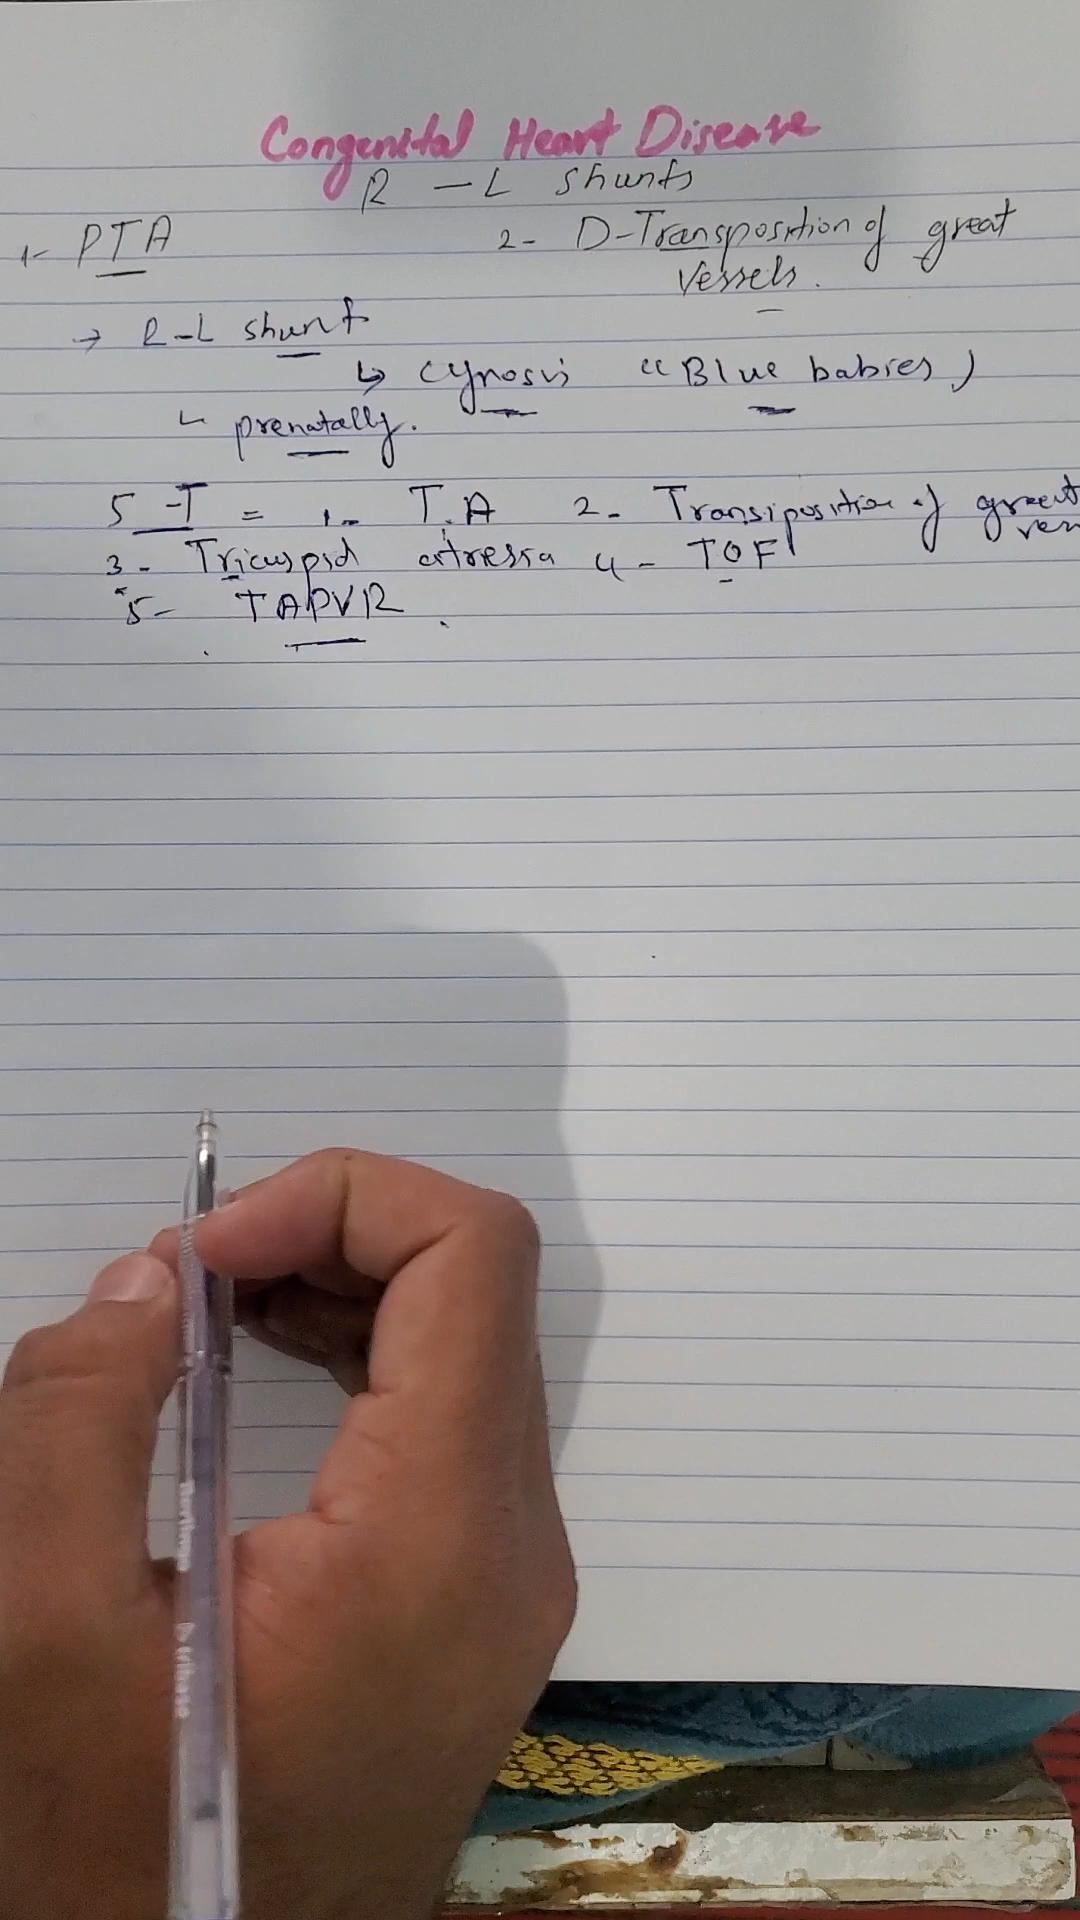 Congenital Heart Disease
R - L shunts
1- PTA 2- D-Transposition of great
Vessels.
→ R-L shunt
↳ cynosis "Blue babies)
prenatally.
5-T = 1- T.A 2- Transiposition of great
3- Tricuspid atresia 4- TOF
5- TAPVR